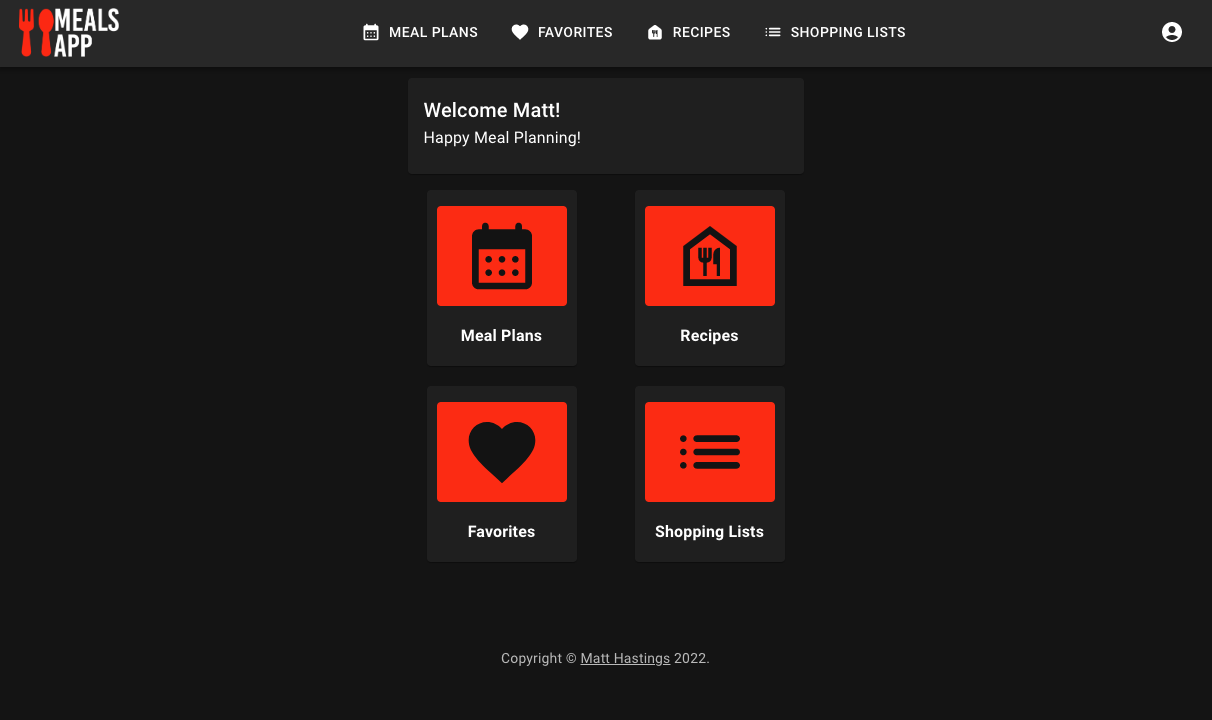 MEALS
APP
MEAL PLANS
FAVORITES
RECIPES
SHOPPING LISTS
Welcome Matt!
Happy Meal Planning!
Meal Plans
Recipes
Favorites
Shopping Lists
Copyright © Matt Hastings 2022.